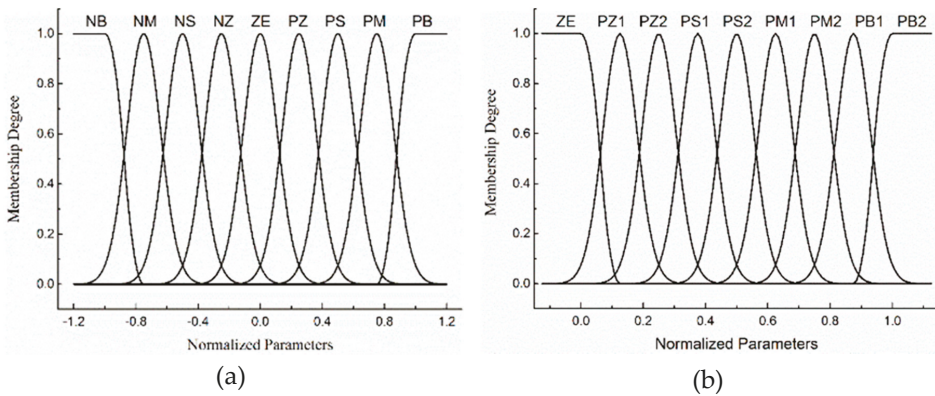 NB NM NS NZ ZE PZ PS PM PB
1.0
0.8
0.6
0.4
0.2
0.0
Membership Degree
-1.2 -0.8 -0.4 0.0 0.4 0.8 1.2
Normalized Parameters
(a)
ZE PZ1 PZ2 PS1 PS2 PM1 PM2 PB1 PB2
1.0
0.8
0.6
0.4
0.2
0.0
Membership Degree
0.0 0.2 0.4 0.6 0.8 1.0
Normalized Parameters
(b)